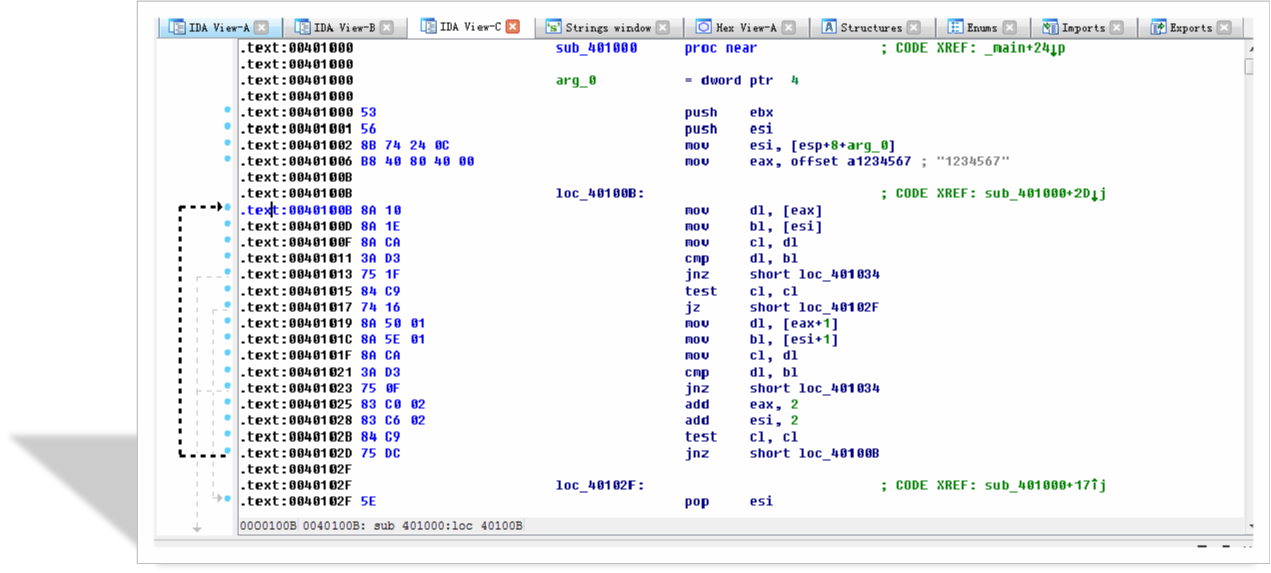 IDA View-A IDA View-B IDA View-C Strings window Hex View-A Structures Enums Imports Exports
.text:00401000 sub_401000 proc near ; CODE XREF: _main+24↓p
.text:00401000
.text:00401000 arg_0 = dword ptr 4
.text:00401000
.text:00401000 53 push ebx
.text:00401001 56 push esi
.text:00401002 8B 74 24 0C mov esi, [esp+8+arg_0]
.text:00401006 B8 40 80 40 00 mov eax, offset a1234567 ; "1234567"
.text:0040100B
.text:0040100B loc_40100B: ; CODE XREF: sub_401000+2D↓j
.text:0040100B 8A 10 mov dl, [eax]
.text:0040100D 8A 1E mov bl, [esi]
.text:0040100F 8A CA mov cl, dl
.text:00401011 3A D3 cmp dl, bl
.text:00401013 75 1F jnz short loc_401034
.text:00401015 84 C9 test cl, cl
.text:00401017 74 16 jz short loc_40102F
.text:00401019 8A 50 01 mov dl, [eax+1]
.text:0040101C 8A 5E 01 mov bl, [esi+1]
.text:0040101F 8A CA mov cl, dl
.text:00401021 3A D3 cmp dl, bl
.text:00401023 75 0F jnz short loc_401034
.text:00401025 83 C0 02 add eax, 2
.text:00401028 83 C6 02 add esi, 2
.text:0040102B 84 C9 test cl, cl
.text:0040102D 75 DC jnz short loc_40100B
.text:0040102F
.text:0040102F loc_40102F: ; CODE XREF: sub_401000+17↑j
.text:0040102F 5E pop esi
0000100B 0040100B: sub 401000:loc 40100B